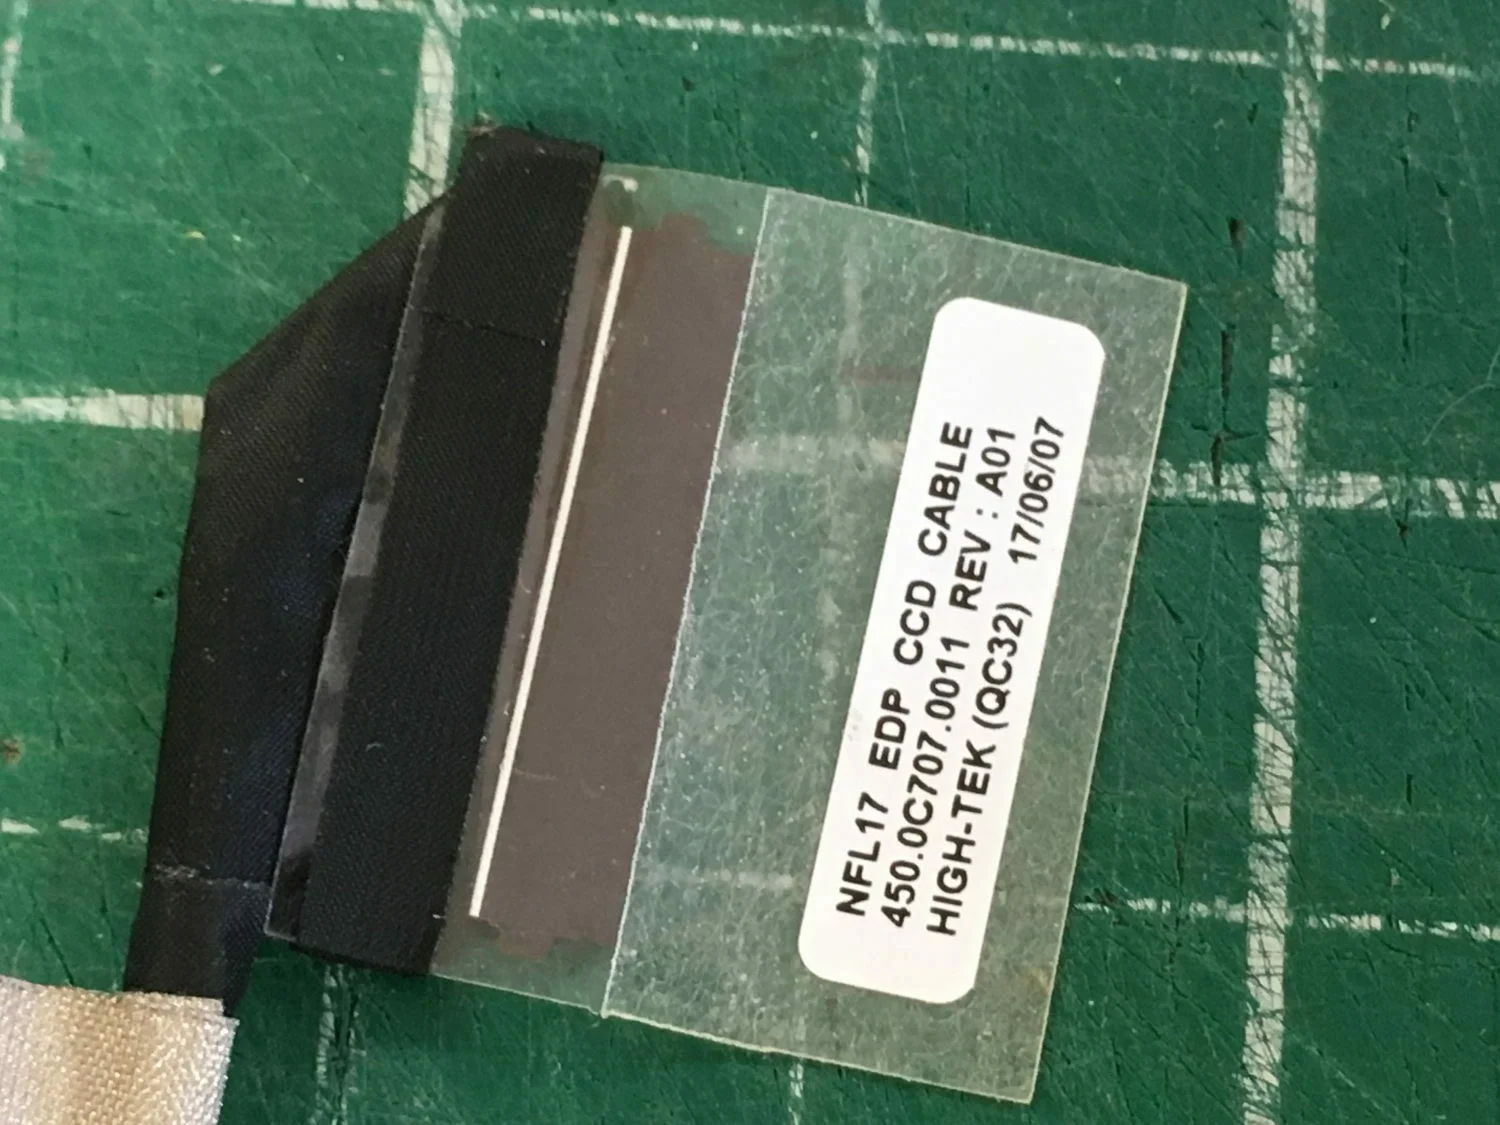 NFL17 EDP CCD CABLE
450.0C707.0011 REV : A01
HIGH-TEK (QC32) 17/06/07